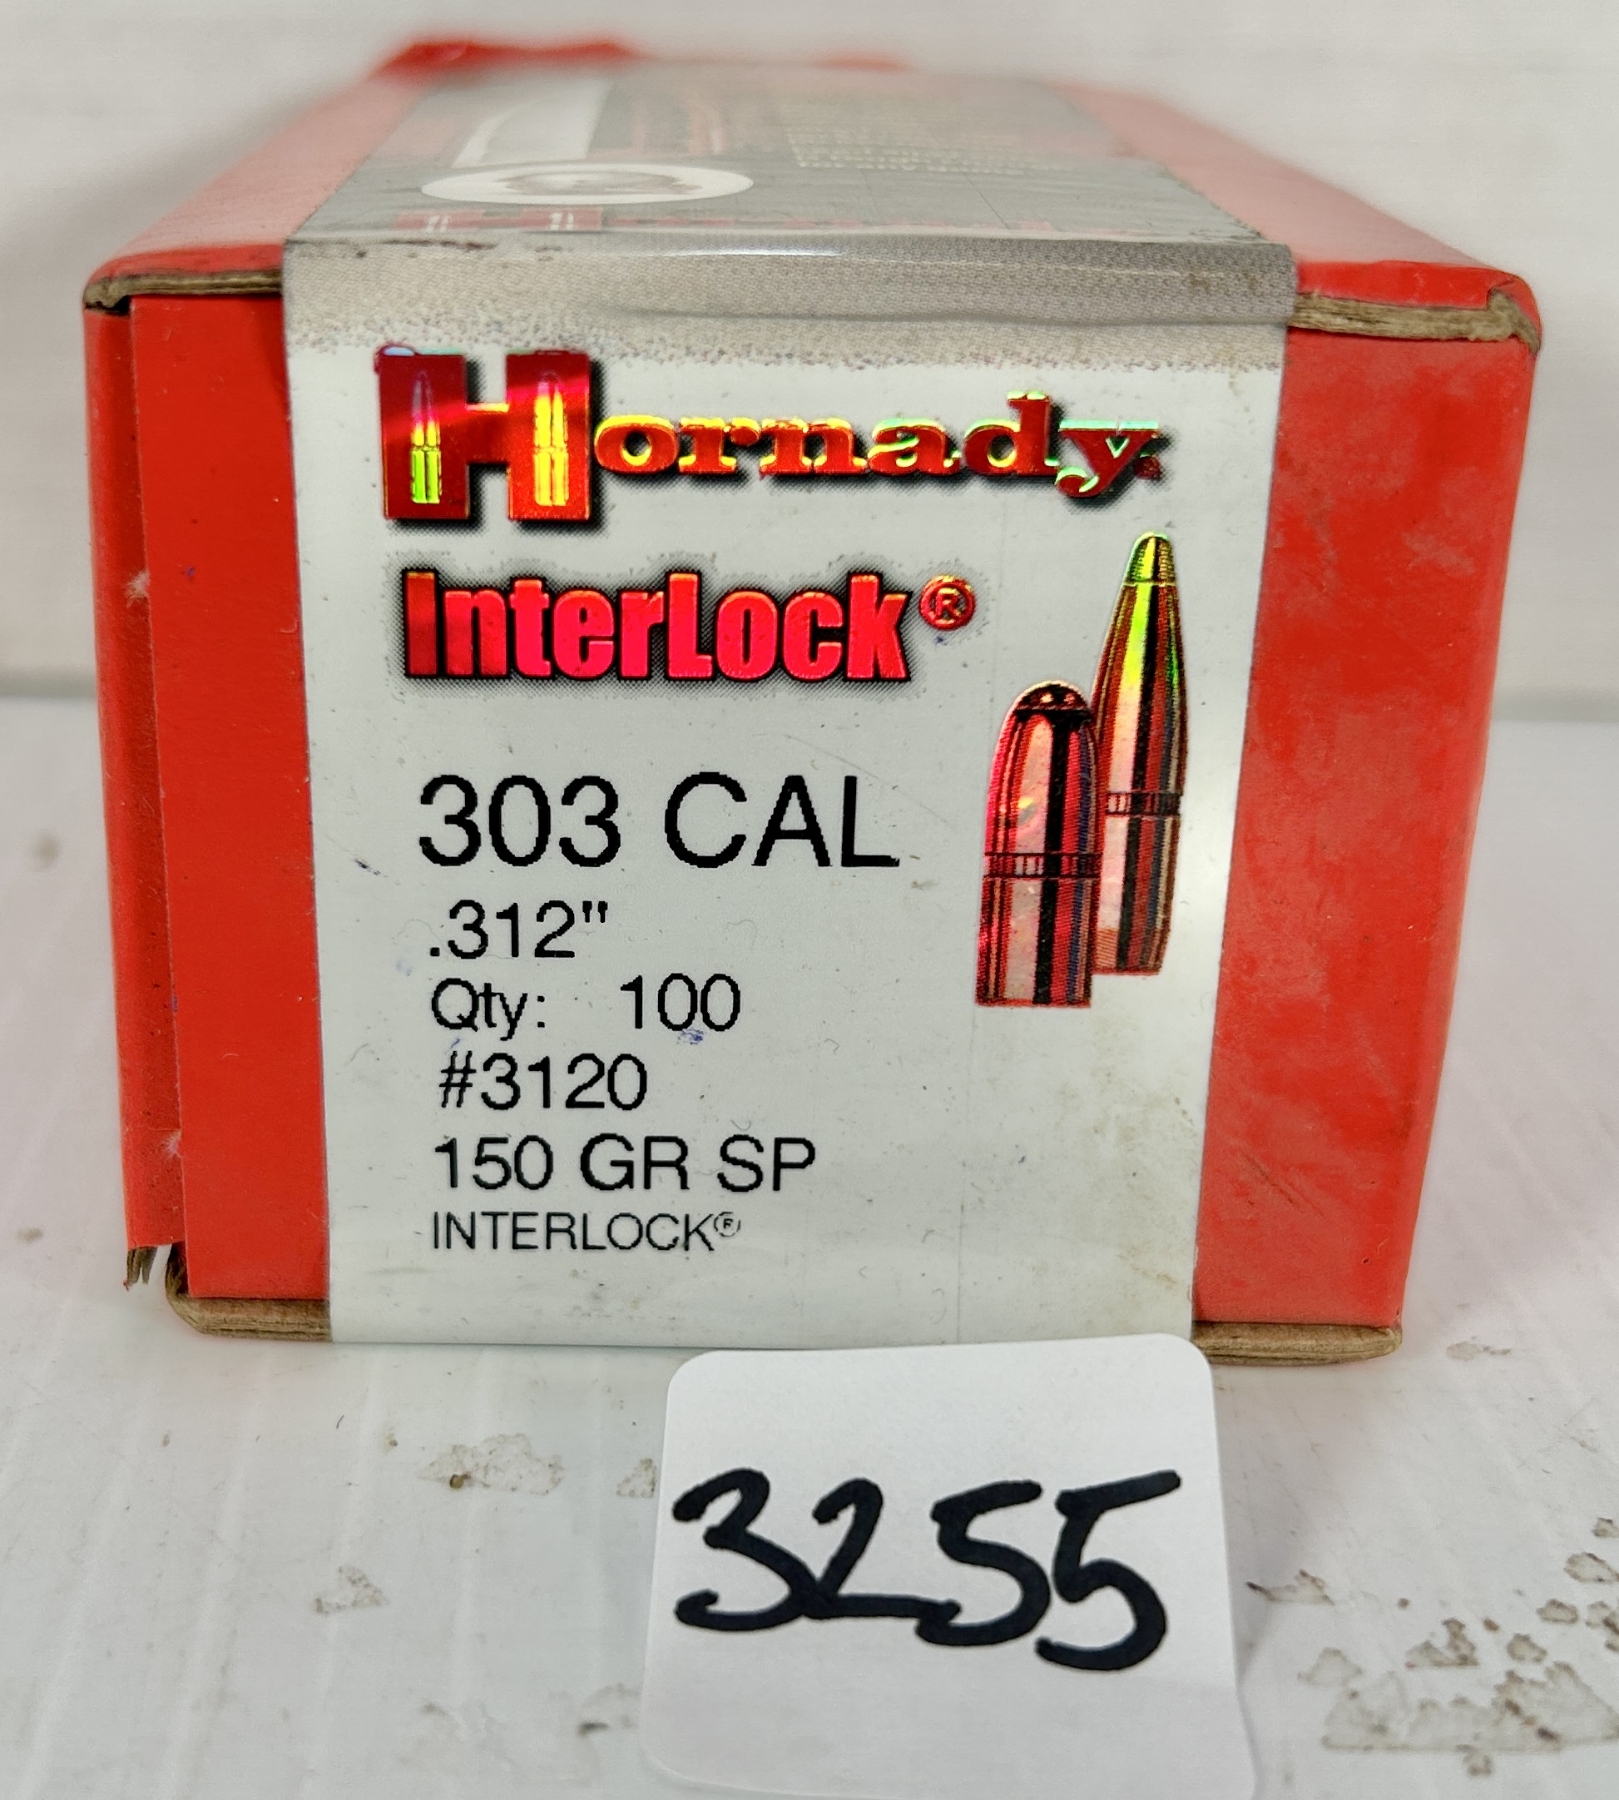 Hornady
InterLock®
303 CAL
.312"
Qty: 100
#3120
150 GR SP
INTERLOCK®
3255